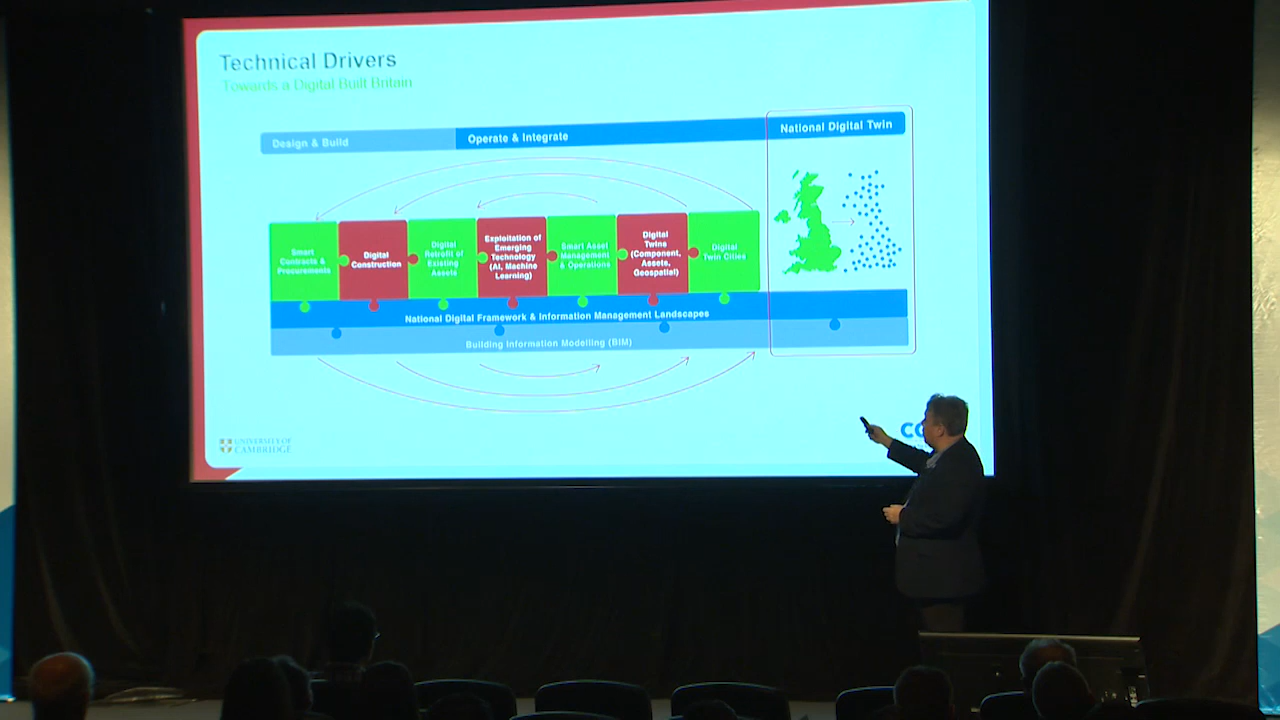 Technical Drivers
Towards a Digital Built Britain
Design & Build
Operate & Integrate
National Digital Twin
Smart
Contracts &
Procurements
Digital
Construction
Digital
Retrofit of
Existing
Assets
Exploitation of
Emerging
Technology
(AI, Machine
Learning)
Smart Asset
Management
& Operations
Digital
Twins
(Component,
Assets,
Geospatial)
Digital
Twin Cities
National Digital Framework & Information Management Landscapes
Building Information Modelling (BIM)
UNIVERSITY OF
CAMBRIDGE